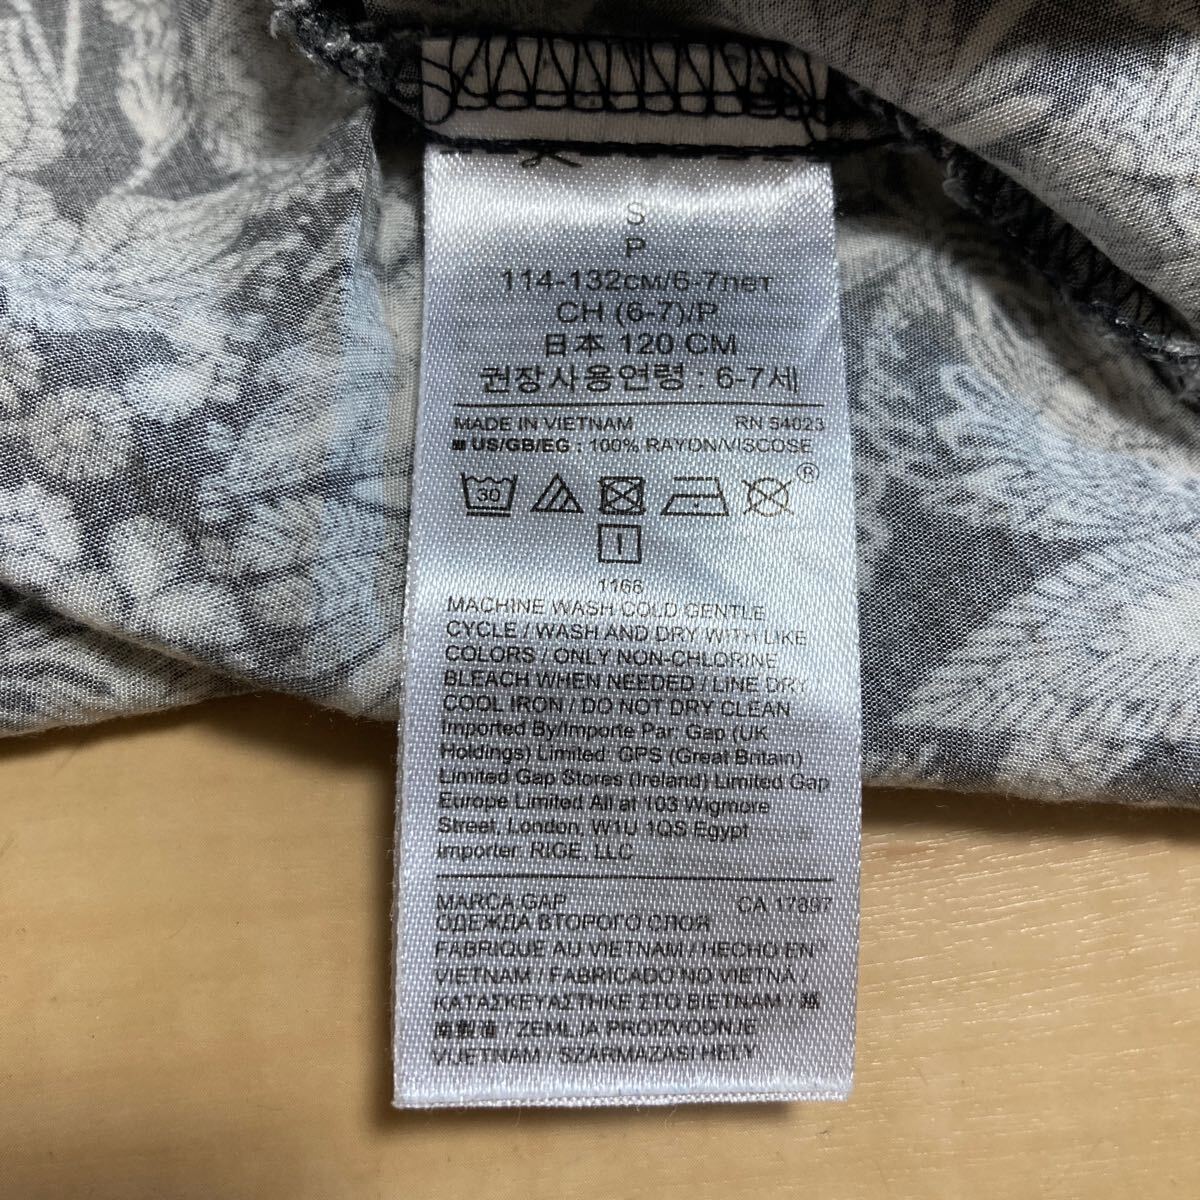 S
P
114-132см/6-7лет
CH (6-7)/P
日本 120 CM
권장사용연령 : 6-7세
MADE IN VIETNAM RN 54023
US/GB/EG : 100% RAYON/VISCOSE
30 ®
1166
MACHINE WASH COLD GENTLE
CYCLE / WASH AND DRY WITH LIKE
COLORS / ONLY NON-CHLORINE
BLEACH WHEN NEEDED / LINE DRY
COOL IRON / DO NOT DRY CLEAN
Imported By/Importe Par: Gap (UK
Holdings) Limited. GPS (Great Britain)
Limited Gap Stores (Ireland) Limited Gap
Europe Limited All at 103 Wigmore
Street, London, W1U 1QS Egypt
Importer: RIGE, LLC
MARCA,GAP CA 17897
ОДЕЖДА ВТОРОГО СЛОЯ
FABRIQUE AU VIETNAM / HECHO EN
VIETNAM / FABRICADO NO VIETNÃ /
ΚΑΤΑΣΚΕΥΑΣΤΗΚΕ ΣΤΟ ΒΙΕΤΝΑΜ / 越
南製造 / ZEMLJA PROIZVODNJE
VIJETNAM / SZÁRMAZÁSI HELY